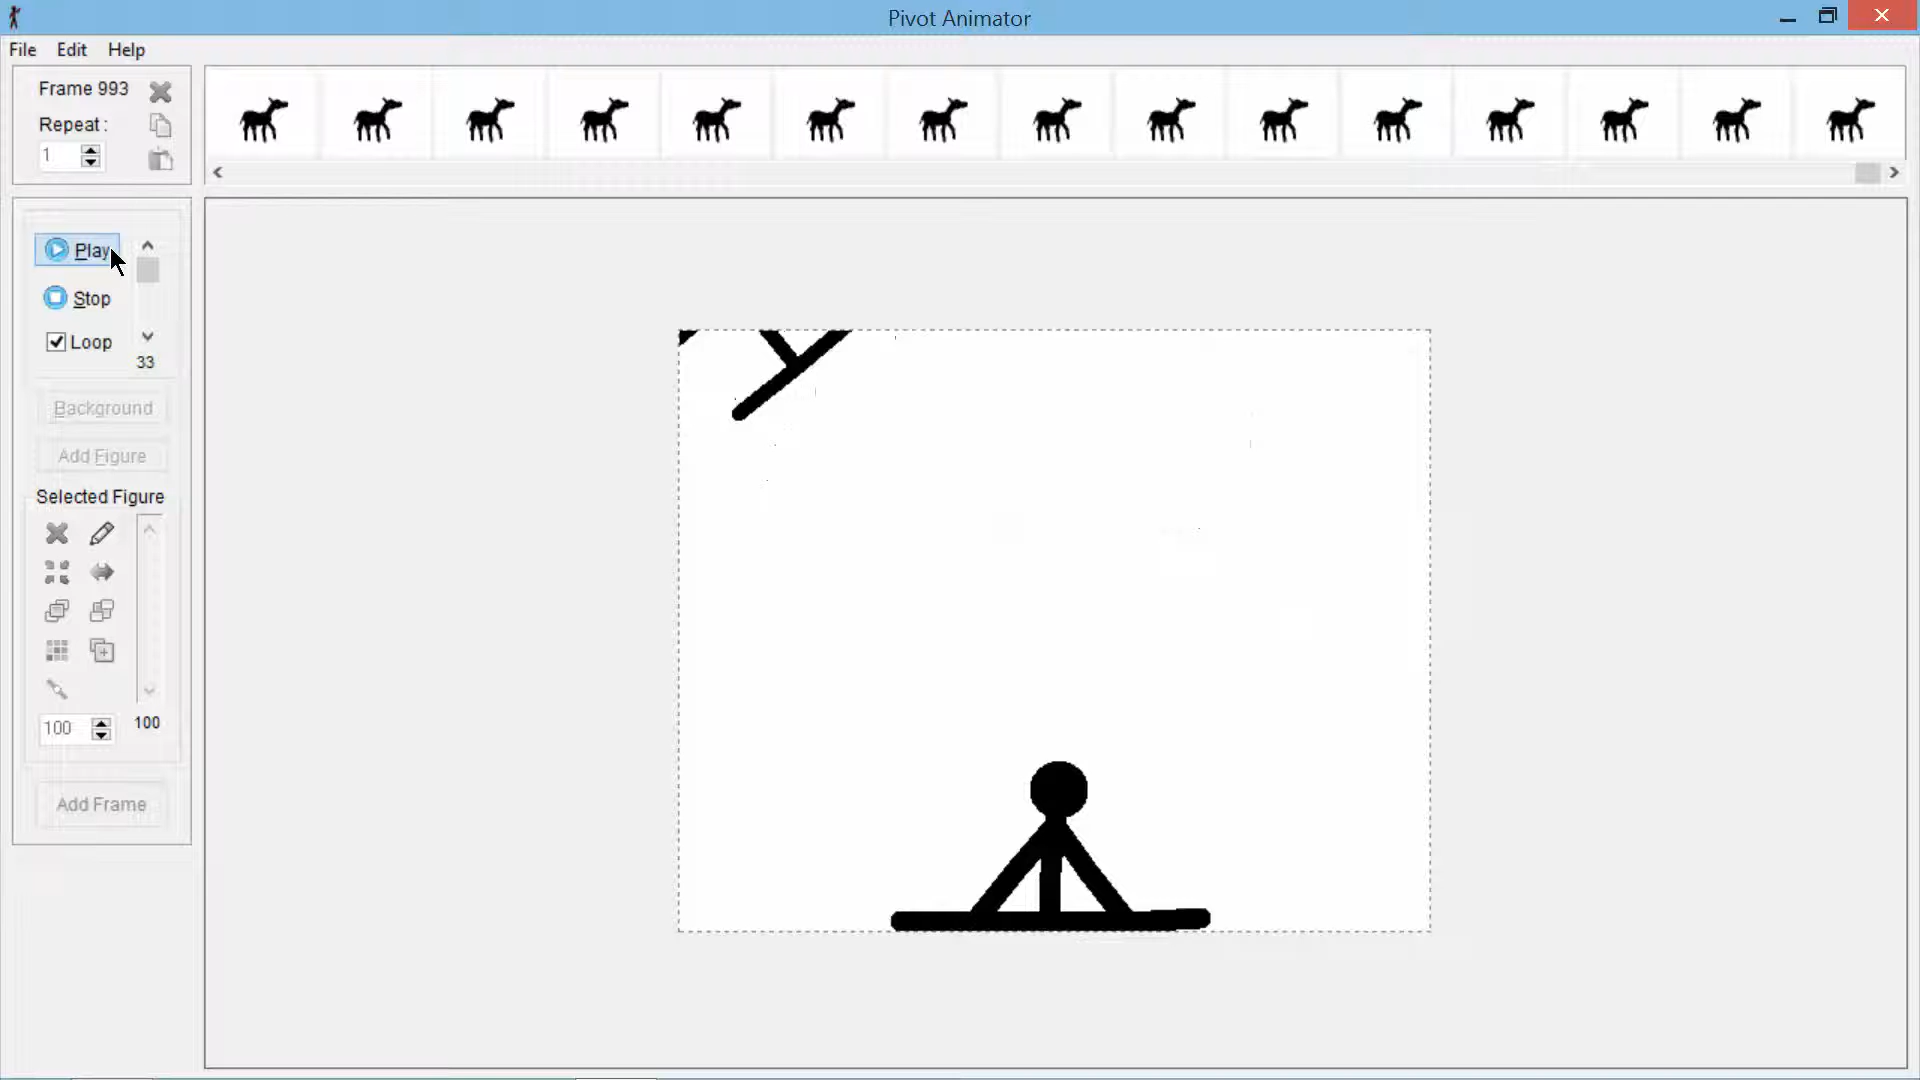 Pivot Animator
File Edit Help
Frame 993
Repeat :
1
Play
Stop
Loop
33
Background
Add Figure
Selected Figure
100
100
Add Frame